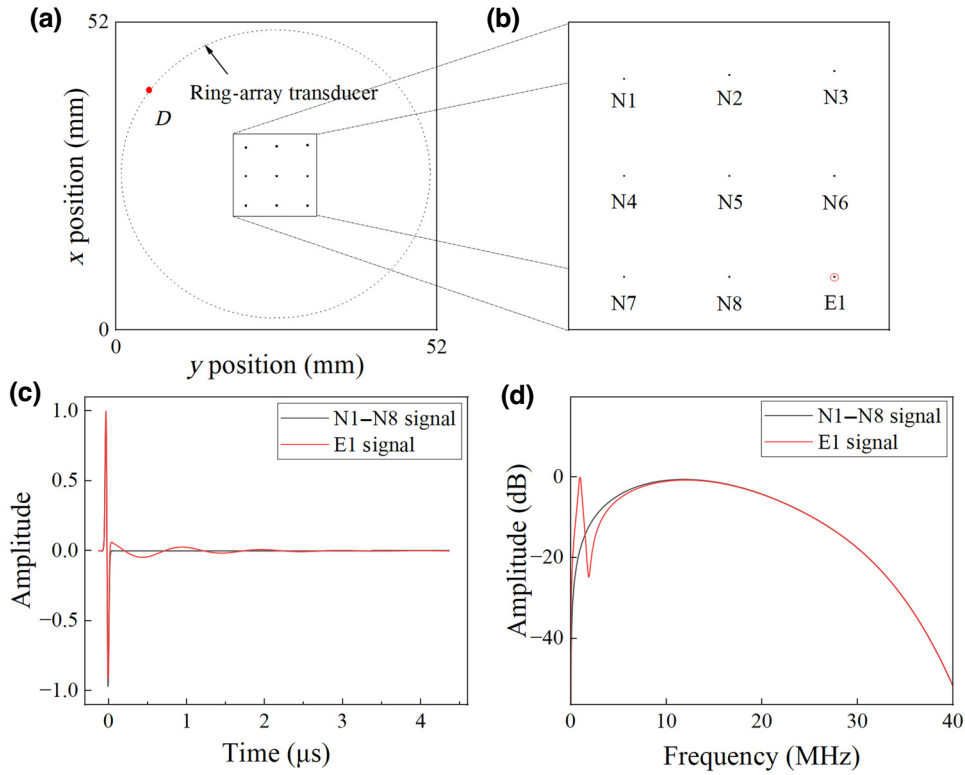 (a)
52
Ring-array transducer
D
x position (mm)
0
0
52
y position (mm)
(b)
N1
N2
N3
N4
N5
N6
N7
N8
E1
(c)
1.0
0.5
0.0
−0.5
−1.0
Amplitude
N1−N8 signal
E1 signal
0
1
2
3
4
Time (μs)
(d)
0
−20
−40
Amplitude (dB)
N1−N8 signal
E1 signal
0
10
20
30
40
Frequency (MHz)